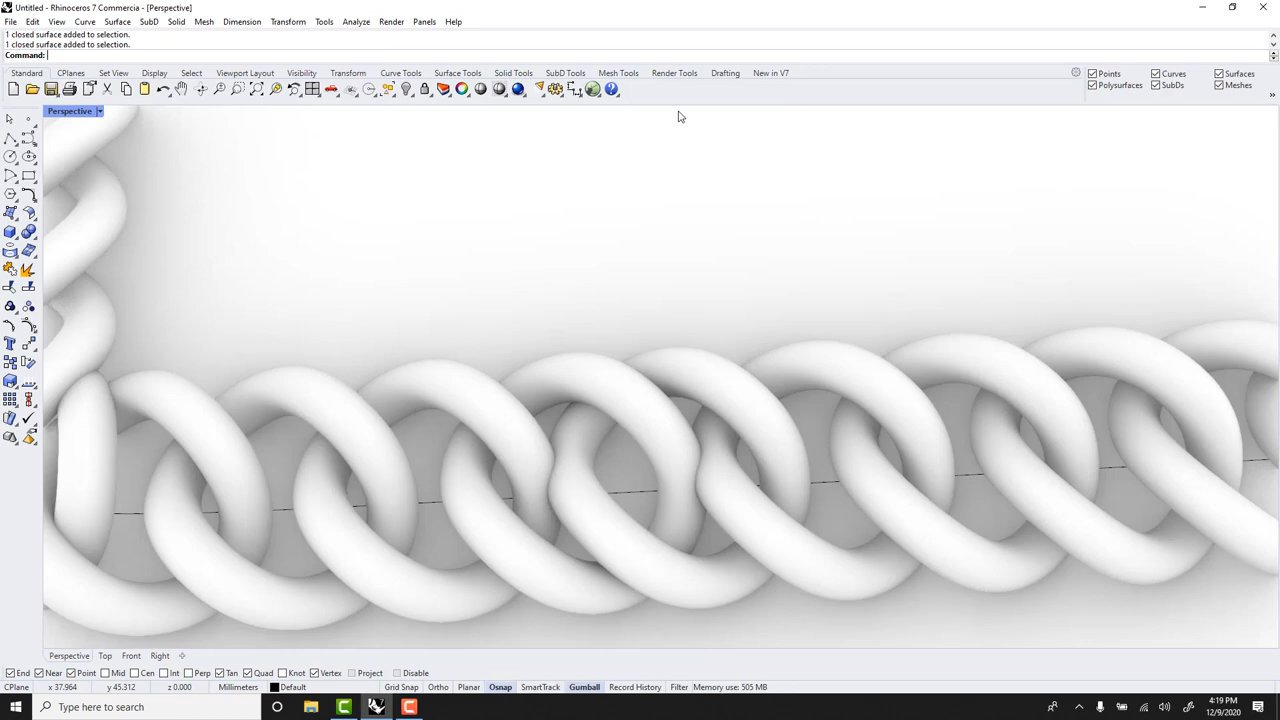 Untitled - Rhinoceros 7 Commercia - [Perspective]
File Edit View Curve Surface SubD Solid Mesh Dimension Transform Tools Analyze Render Panels Help
1 closed surface added to selection.
1 closed surface added to selection.
Command:
Standard CPlanes Set View Display Select Viewport Layout Visibility Transform Curve Tools Surface Tools Solid Tools SubD Tools Mesh Tools Render Tools Drafting New in V7
Points Curves Surfaces
Polysurfaces SubDs Meshes
Perspective
Perspective Top Front Right
End Near Point Mid Cen Int Perp Tan Quad Knot Vertex Project Disable
CPlane x 37.964 y 45.312 z 0.000 Millimeters Default Grid Snap Ortho Planar Osnap SmartTrack Gumball Record History Filter Memory use: 505 MB
Type here to search
4:19 PM
12/9/2020